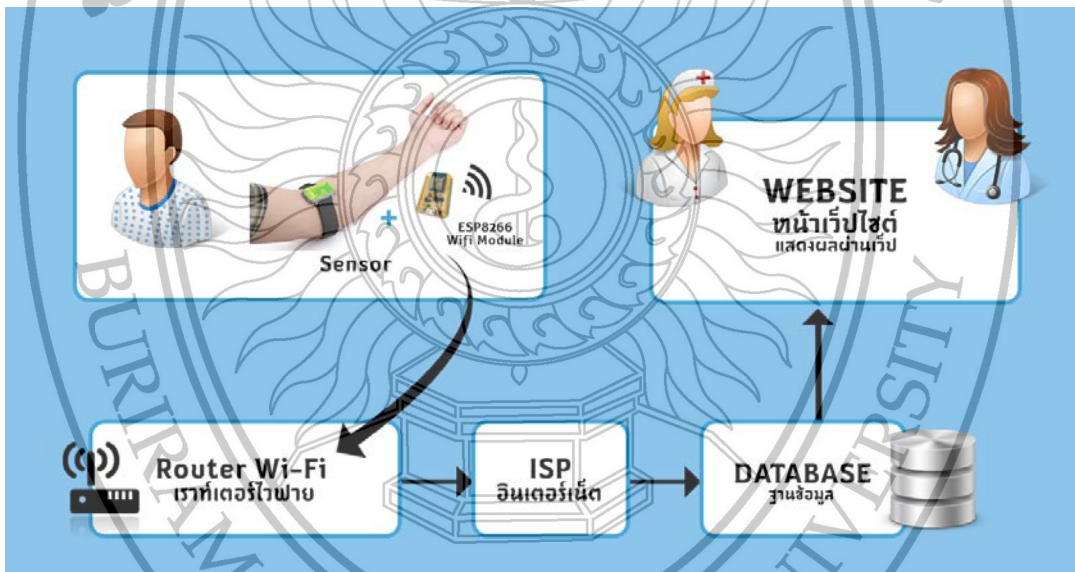 Sensor
+
ESP8266
Wifi Module
WEBSITE
หน้าเว็ปไซต์
แสดงผลผ่านเว็ป
Router Wi-Fi
เราท์เตอร์ไวฟาย
ISP
อินเตอร์เน็ต
DATABASE
ฐานข้อมูล
BURIRAM
UNIVERSITY